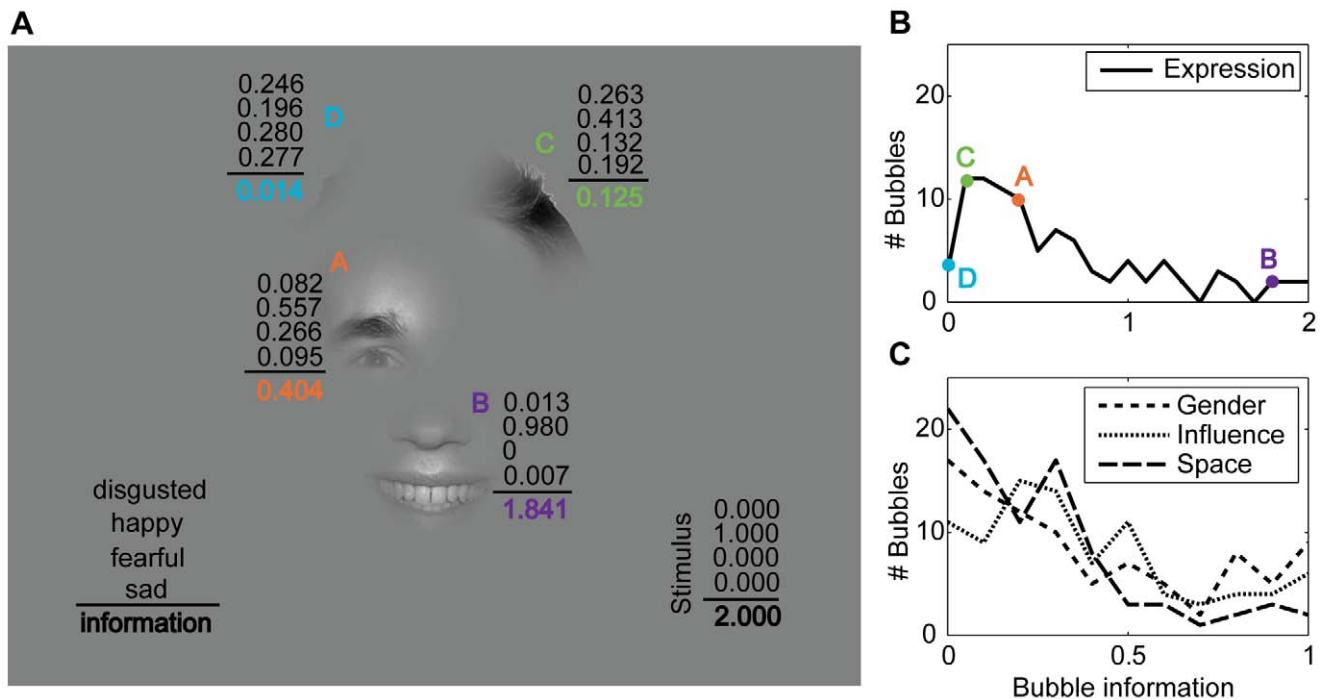 A
0.246
0.196
0.280
0.277
0.014
D
C
0.263
0.413
0.132
0.192
0.125
A
0.082
0.557
0.266
0.095
0.404
B
0.013
0.980
0
0.007
1.841
disgusted
happy
fearful
sad
information
Stimulus
0.000
1.000
0.000
0.000
2.000
B
Expression
# Bubbles
20
10
0
C
A
D
B
0 1 2
C
Gender
Influence
Space
# Bubbles
20
10
0
0 0.5 1
Bubble information